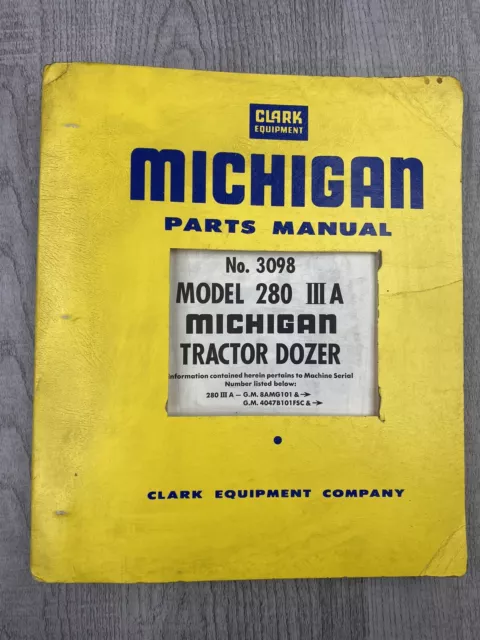 CLARK
EQUIPMENT
MICHIGAN
PARTS MANUAL
No. 3098
MODEL 280 III A
MICHIGAN
TRACTOR DOZER
information contained herein pertains to Machine Serial
Number listed below:
280 III A – G.M. 8AMG101 & →
G.M. 4047B101FSC & →
CLARK EQUIPMENT COMPANY